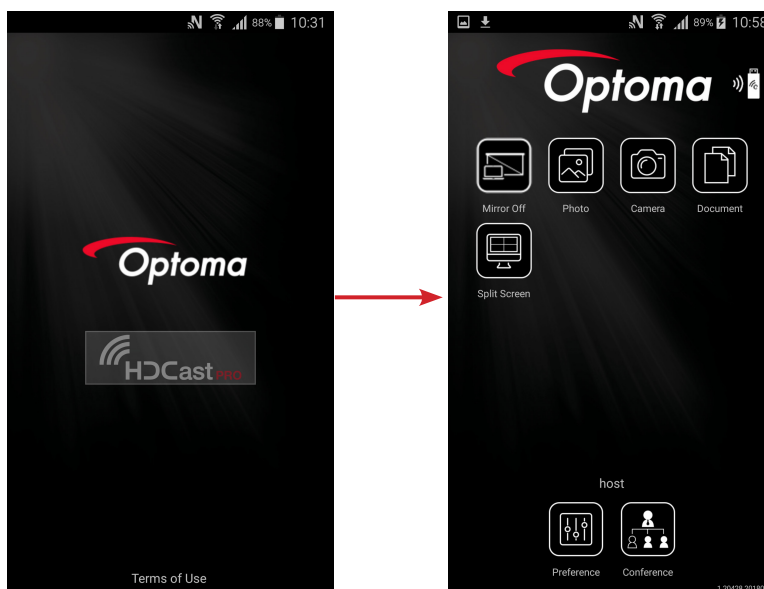 88% 10:31
Optoma
HDCast PRO
Terms of Use
89% 10:58
Optoma
Mirror Off Photo Camera Document
Split Screen
host
Preference Conference